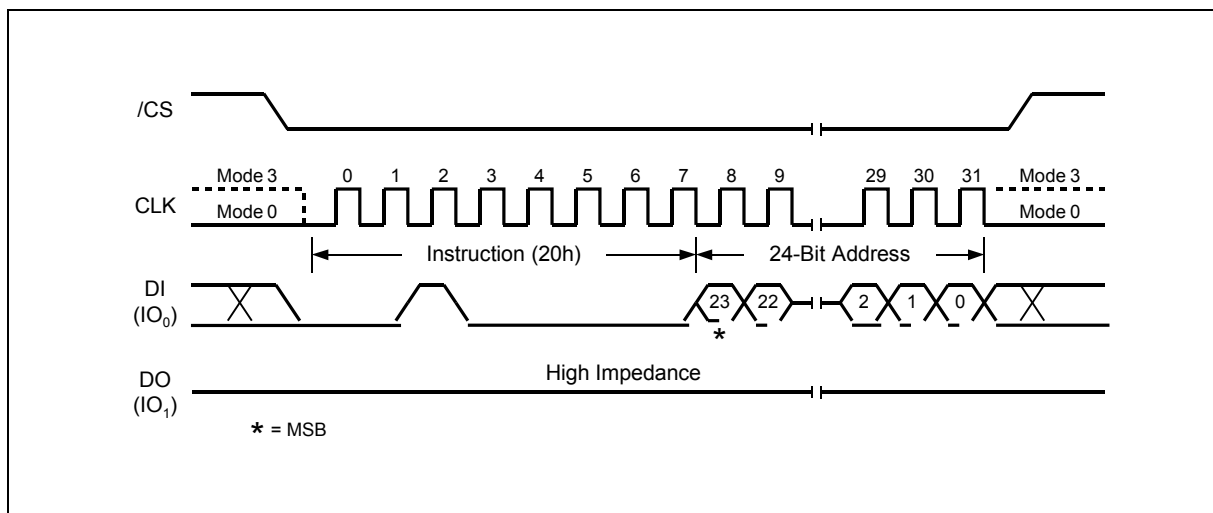 /CS
Mode 3
0 1 2 3 4 5 6 7 8 9 29 30 31
Mode 3
CLK
Mode 0
Mode 0
Instruction (20h)
24-Bit Address
DI
(IO₀)
23 22 2 1 0
*
High Impedance
DO
(IO₁)
* = MSB